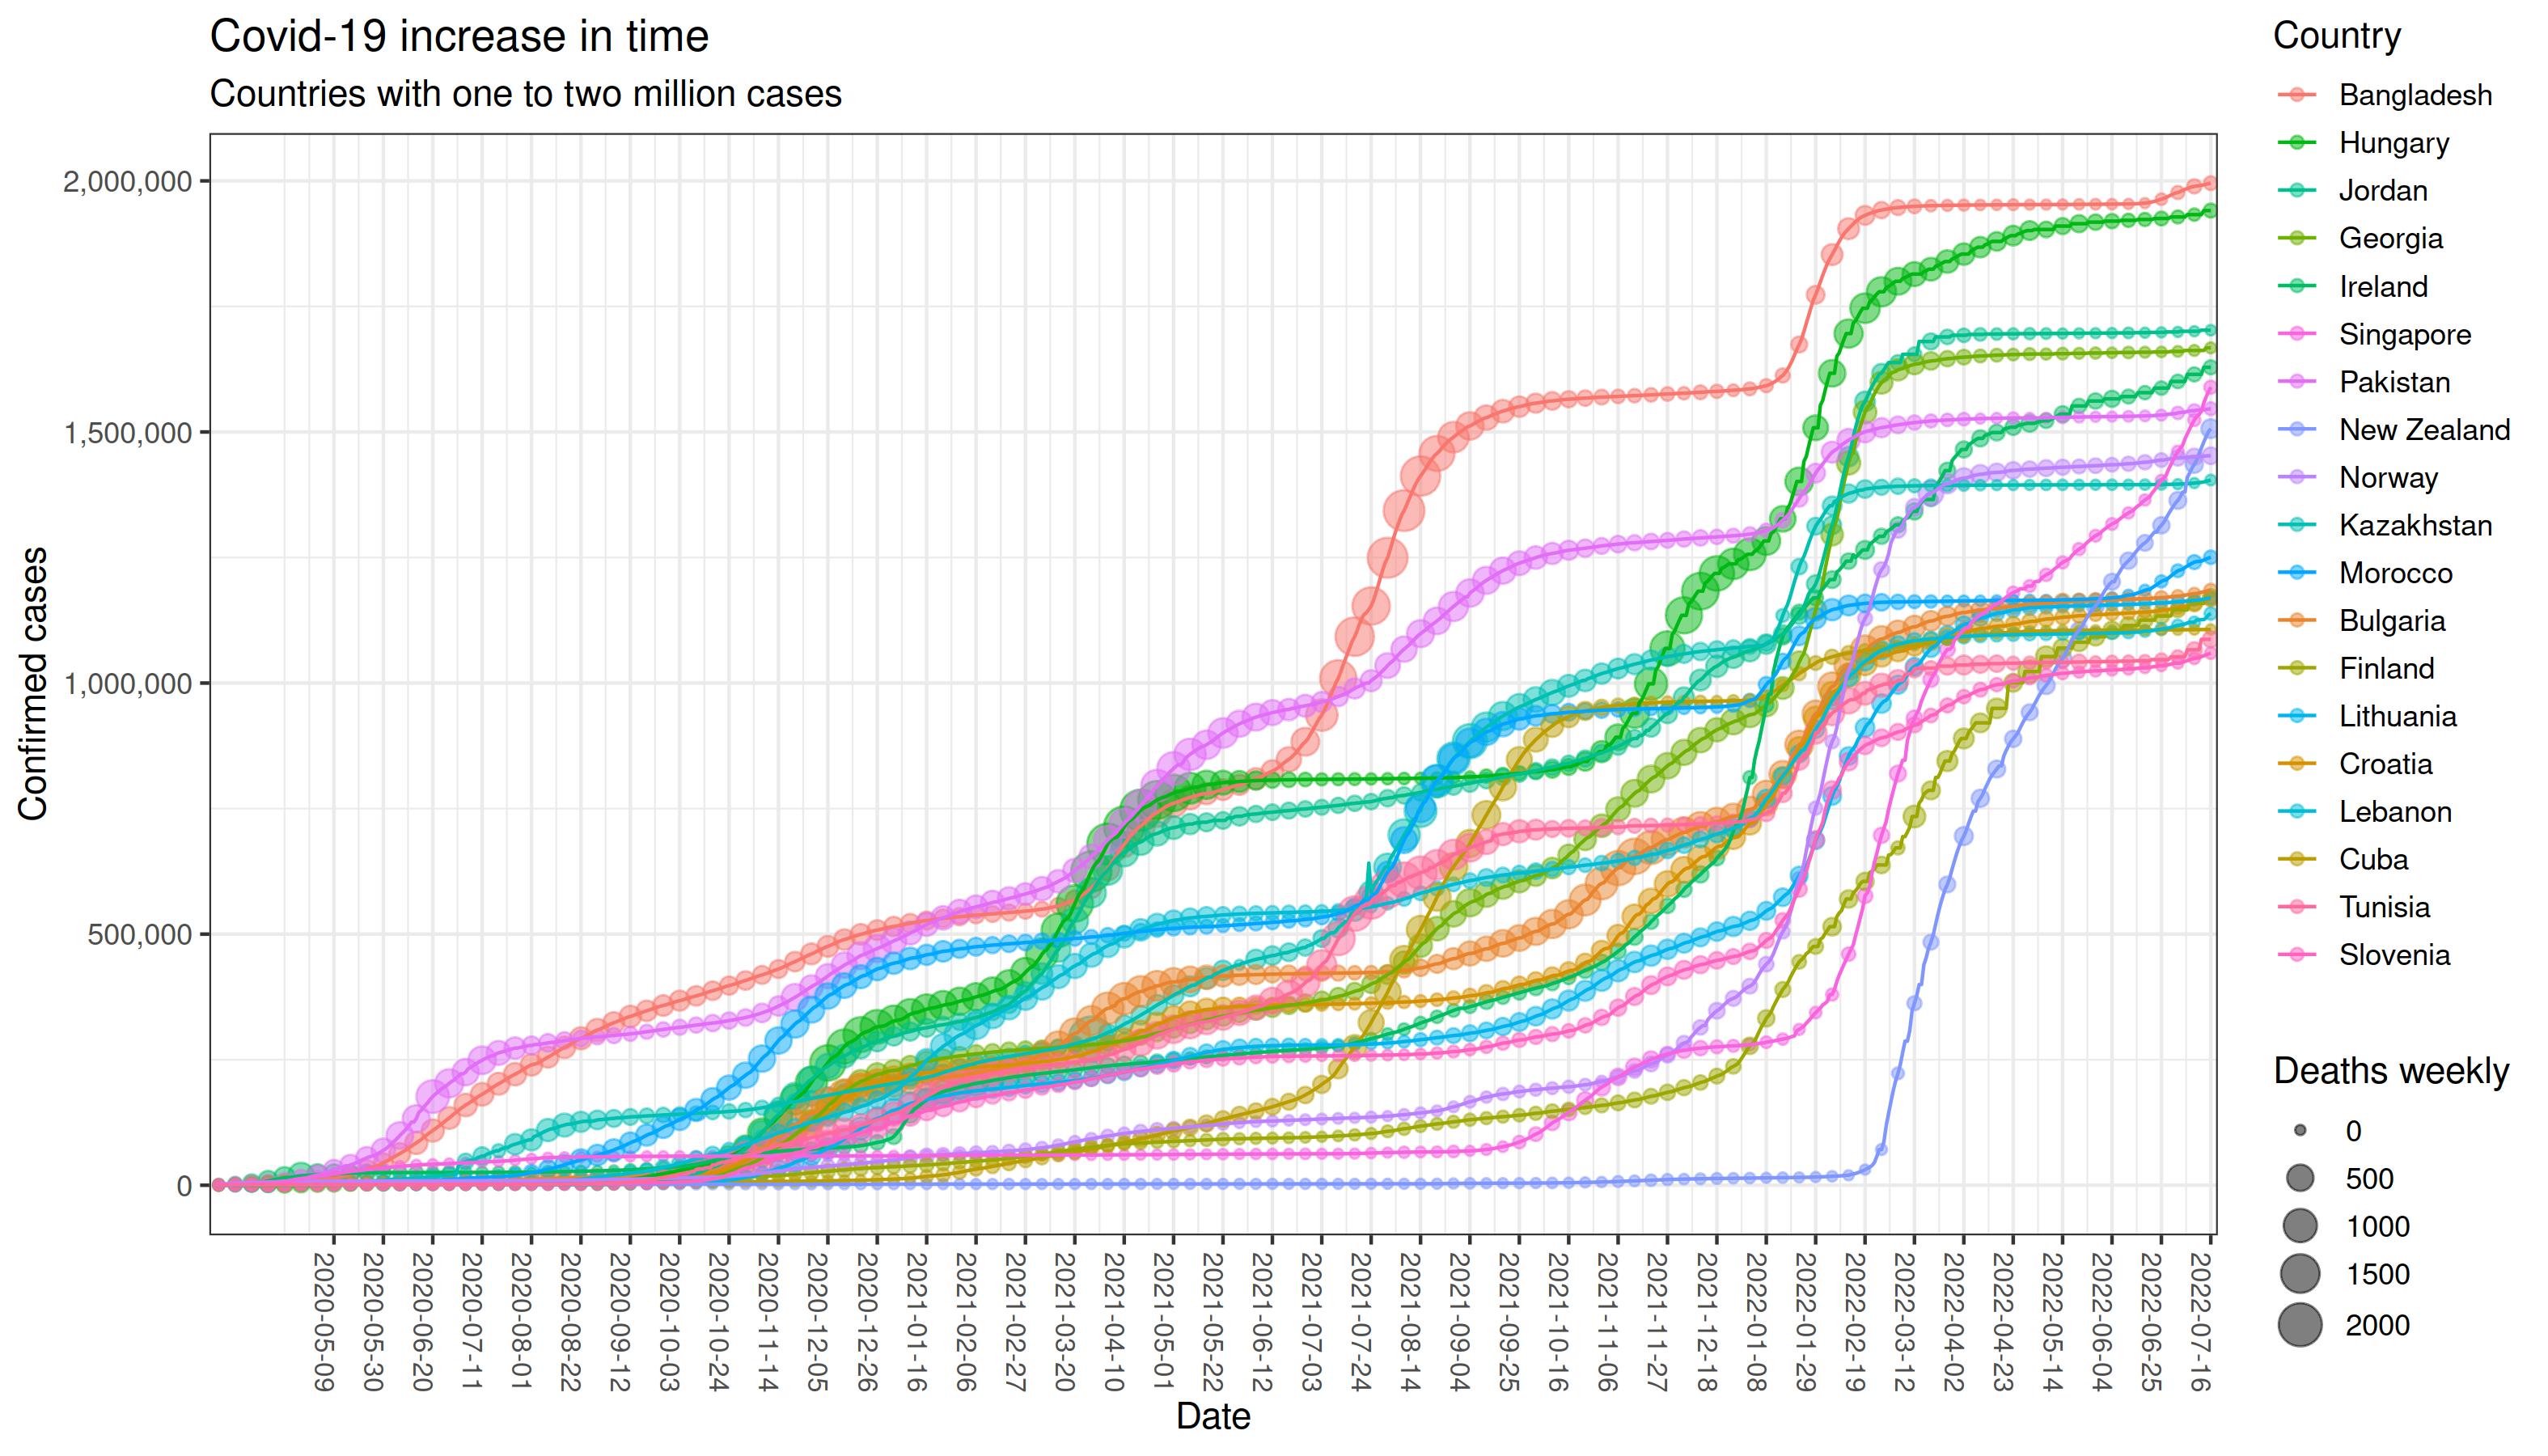 Covid-19 increase in time
Countries with one to two million cases
Confirmed cases
2,000,000
1,500,000
1,000,000
500,000
0
2020-05-09
2020-05-30
2020-06-20
2020-07-11
2020-08-01
2020-08-22
2020-09-12
2020-10-03
2020-10-24
2020-11-14
2020-12-05
2020-12-26
2021-01-16
2021-02-06
2021-02-27
2021-03-20
2021-04-10
2021-05-01
2021-05-22
2021-06-12
2021-07-03
2021-07-24
2021-08-14
2021-09-04
2021-09-25
2021-10-16
2021-11-06
2021-11-27
2021-12-18
2022-01-08
2022-01-29
2022-02-19
2022-03-12
2022-04-02
2022-04-23
2022-05-14
2022-06-04
2022-06-25
2022-07-16
Date
Country
Bangladesh
Hungary
Jordan
Georgia
Ireland
Singapore
Pakistan
New Zealand
Norway
Kazakhstan
Morocco
Bulgaria
Finland
Lithuania
Croatia
Lebanon
Cuba
Tunisia
Slovenia
Deaths weekly
0
500
1000
1500
2000